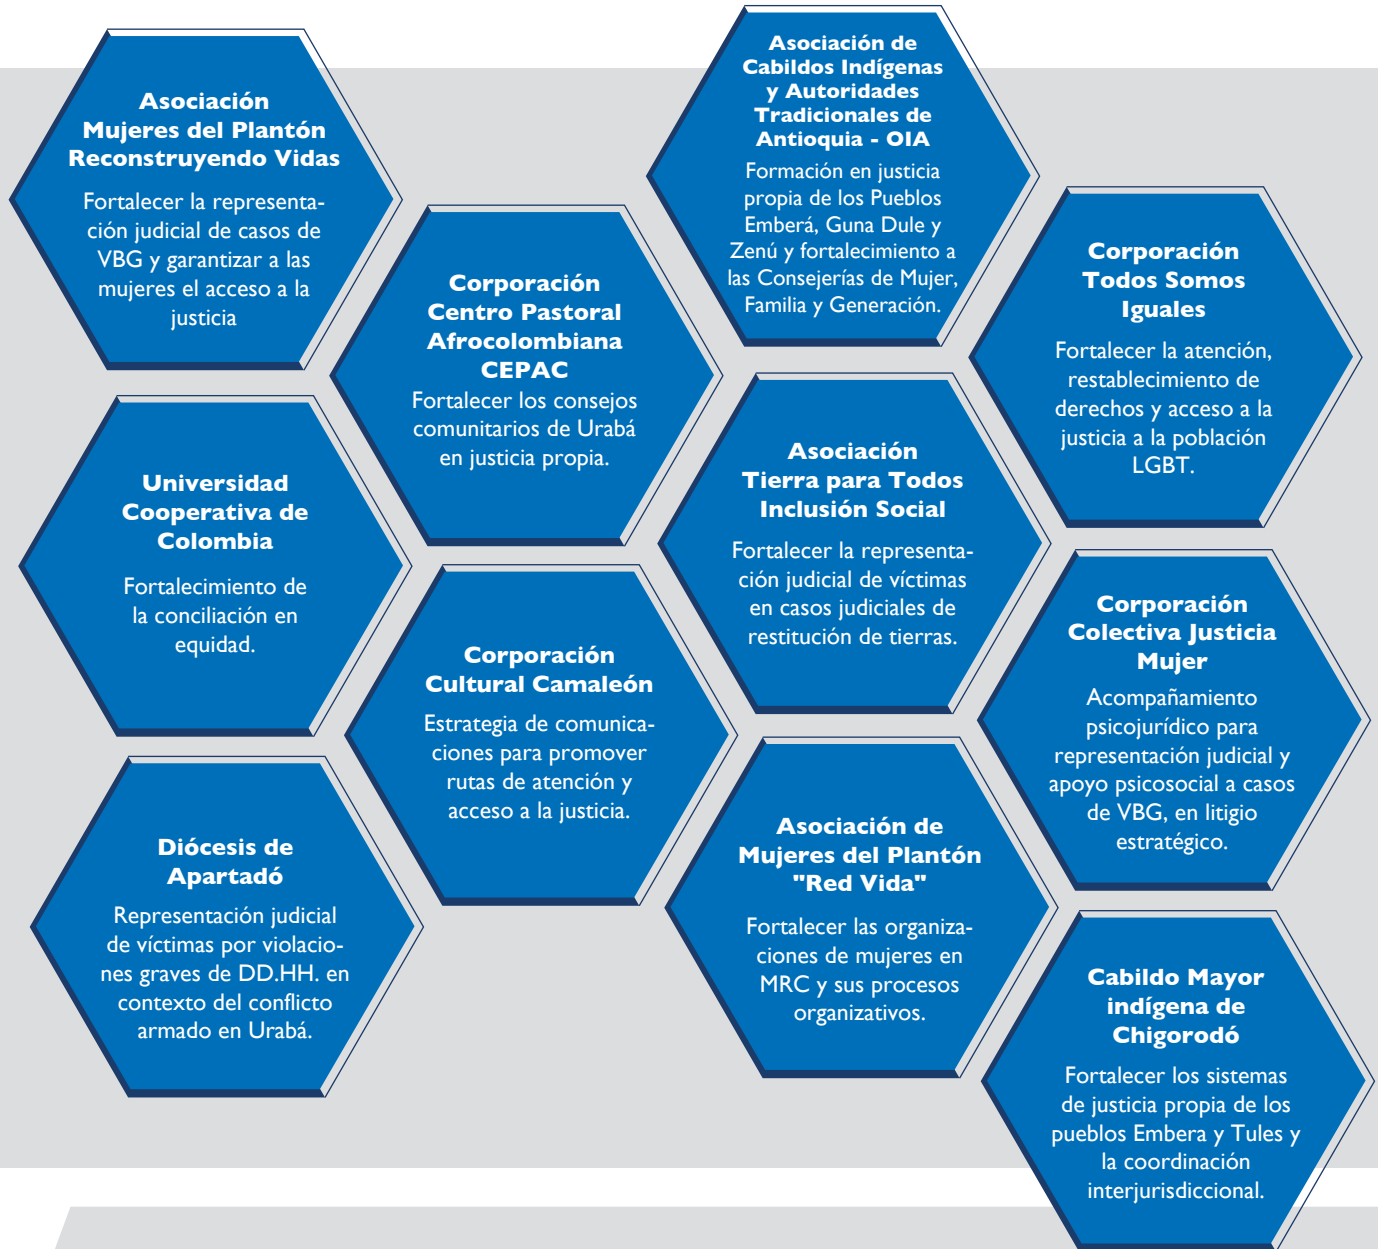 Asociación
Mujeres del Plantón
Reconstruyendo Vidas
Fortalecer la representa-
ción judicial de casos de
VBG y garantizar a las
mujeres el acceso a la
justicia
Universidad
Cooperativa de
Colombia
Fortalecimiento de
la conciliación en
equidad.
Diócesis de
Apartadó
Representación judicial
de víctimas por violacio-
nes graves de DD.HH. en
contexto del conflicto
armado en Urabá.
Corporación
Centro Pastoral
Afrocolombiana
CEPAC
Fortalecer los consejos
comunitarios de Urabá
en justicia propia.
Corporación
Cultural Camaleón
Estrategia de comunica-
ciones para promover
rutas de atención y
acceso a la justicia.
Asociación de
Cabildos Indígenas
y Autoridades
Tradicionales de
Antioquia - OIA
Formación en justicia
propia de los Pueblos
Emberá, Guna Dule y
Zenú y fortalecimiento a
las Consejerías de Mujer,
Familia y Generación.
Asociación
Tierra para Todos
Inclusión Social
Fortalecer la representa-
ción judicial de víctimas
en casos judiciales de
restitución de tierras.
Asociación de
Mujeres del Plantón
"Red Vida"
Fortalecer las organiza-
ciones de mujeres en
MRC y sus procesos
organizativos.
Corporación
Todos Somos
Iguales
Fortalecer la atención,
restablecimiento de
derechos y acceso a la
justicia a la población
LGBT.
Corporación
Colectiva Justicia
Mujer
Acompañamiento
psicojurídico para
representación judicial y
apoyo psicosocial a casos
de VBG, en litigio
estratégico.
Cabildo Mayor
indígena de
Chigorodó
Fortalecer los sistemas
de justicia propia de los
pueblos Embera y Tules y
la coordinación
interjurisdiccional.